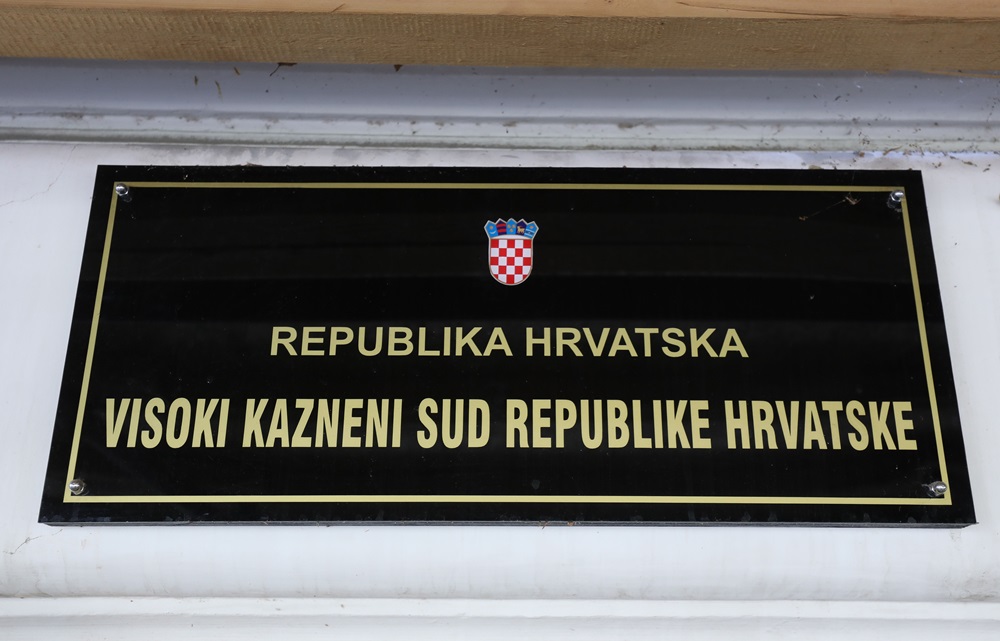 REPUBLIKA HRVATSKA
VISOKI KAZNENI SUD REPUBLIKE HRVATSKE